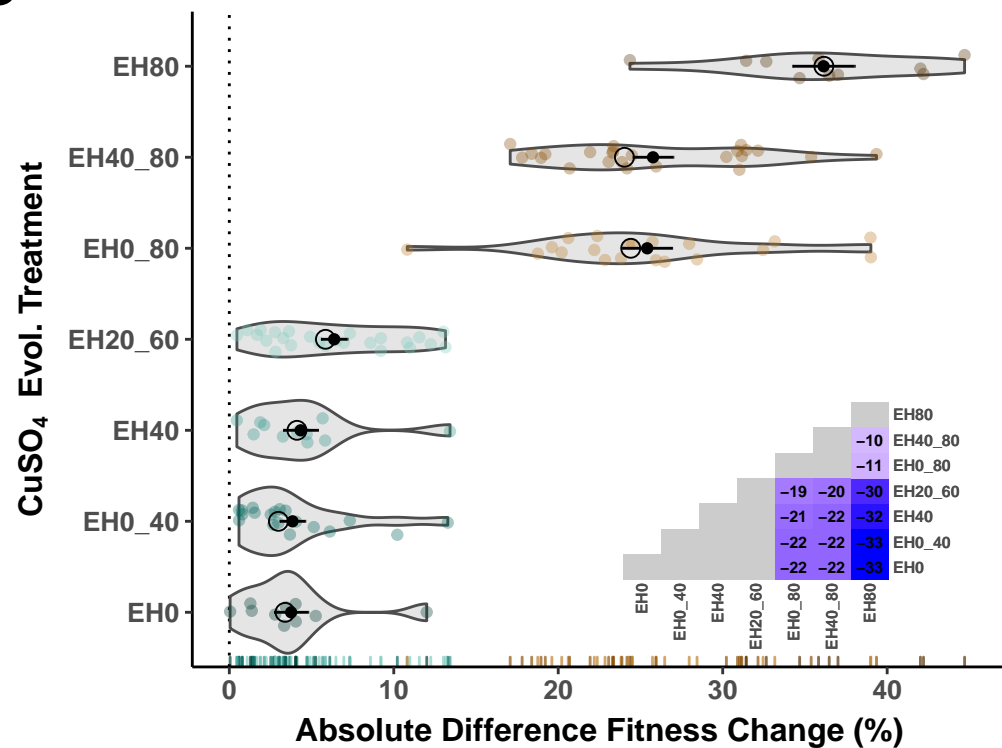 CuSO4 Evol. Treatment
EH80
EH40_80
EH0_80
EH20_60
EH40
EH0_40
EH0
EH80
−10 EH40_80
−11 EH0_80
−19 −20 −30 EH20_60
−21 −22 −32 EH40
−22 −22 −33 EH0_40
−22 −22 −33 EH0
EH0 EH0_40 EH40 EH20_60 EH0_80 EH40_80 EH80
0 10 20 30 40
Absolute Difference Fitness Change (%)